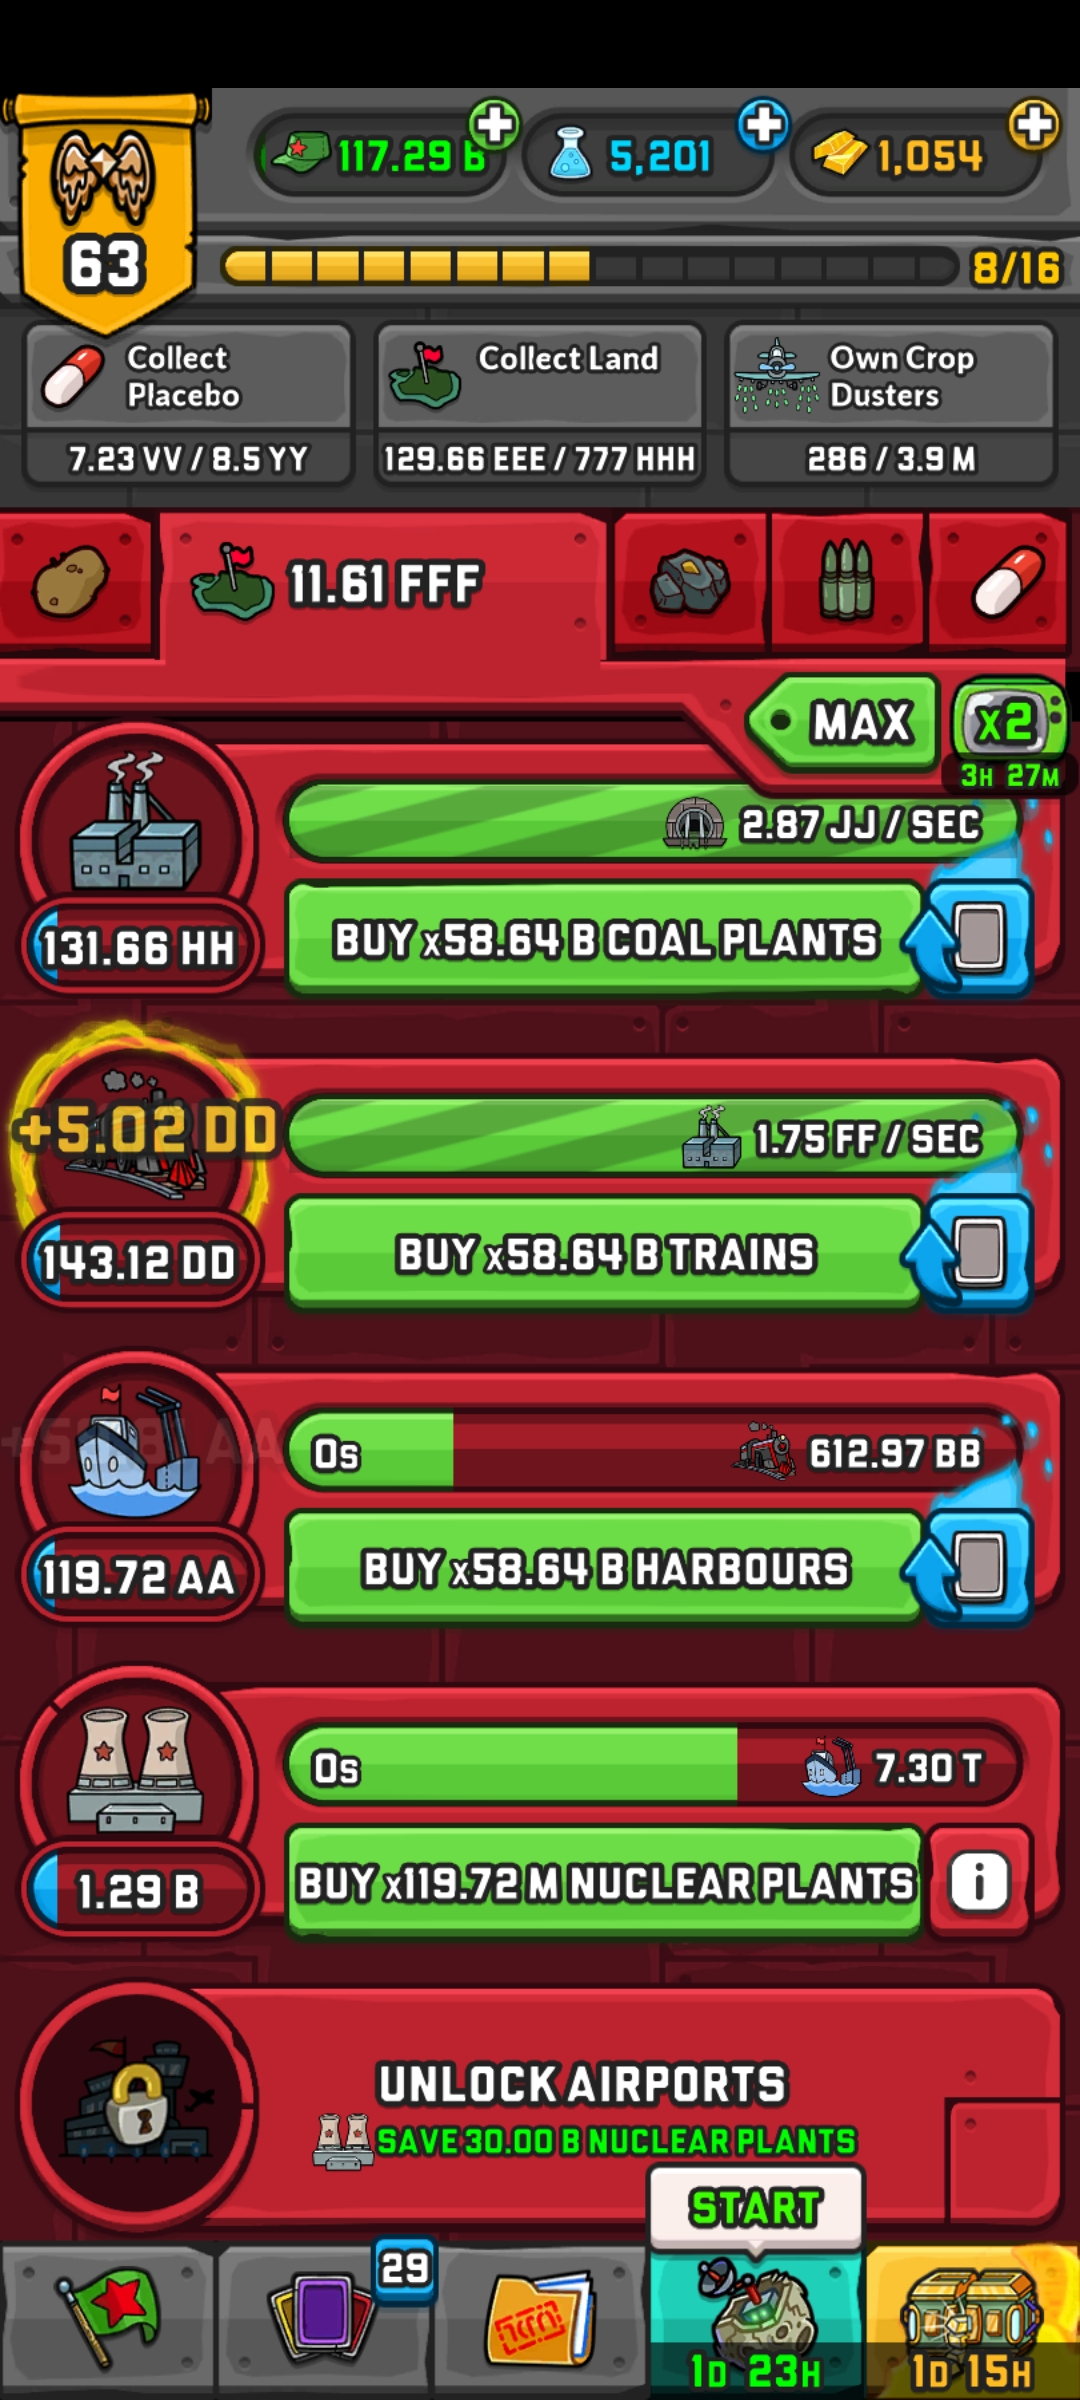 117.29 B
5,201
1,054
63
8/16
Collect
Placebo
7.23 VV / 8.5 YY
Collect Land
129.66 EEE / 777 HHH
Own Crop
Dusters
286 / 3.9 M
11.61 FFF
MAX
x2
3H 27M
2.87 JJ / SEC
131.66 HH
BUY x58.64 B COAL PLANTS
+5.02 DD
1.75 FF / SEC
143.12 DD
BUY x58.64 B TRAINS
0s
612.97 BB
119.72 AA
BUY x58.64 B HARBOURS
0s
7.30 T
1.29 B
BUY x119.72 M NUCLEAR PLANTS
i
UNLOCK AIRPORTS
SAVE 30.00 B NUCLEAR PLANTS
START
29
1D 23H
1D 15H